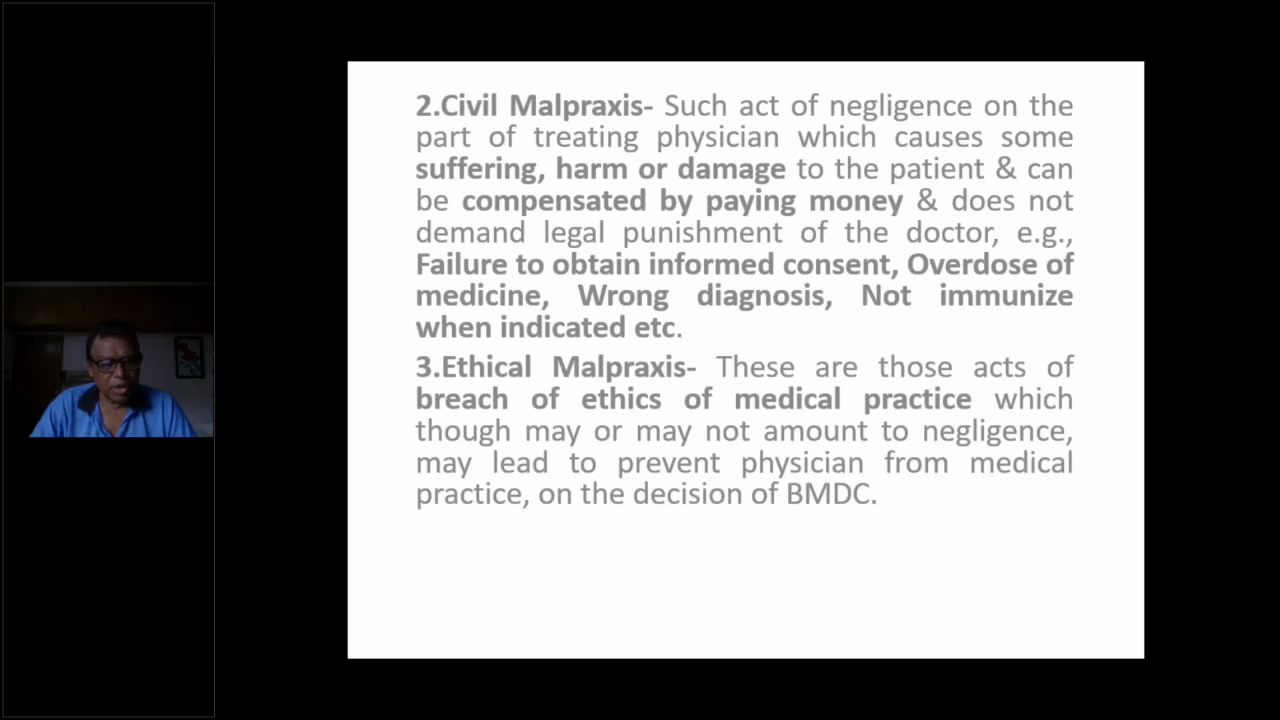 2.Civil Malpraxis- Such act of negligence on the
part of treating physician which causes some
suffering, harm or damage to the patient & can
be compensated by paying money & does not
demand legal punishment of the doctor, e.g.,
Failure to obtain informed consent, Overdose of
medicine, Wrong diagnosis, Not immunize
when indicated etc.
3.Ethical Malpraxis- These are those acts of
breach of ethics of medical practice which
though may or may not amount to negligence,
may lead to prevent physician from medical
practice, on the decision of BMDC.